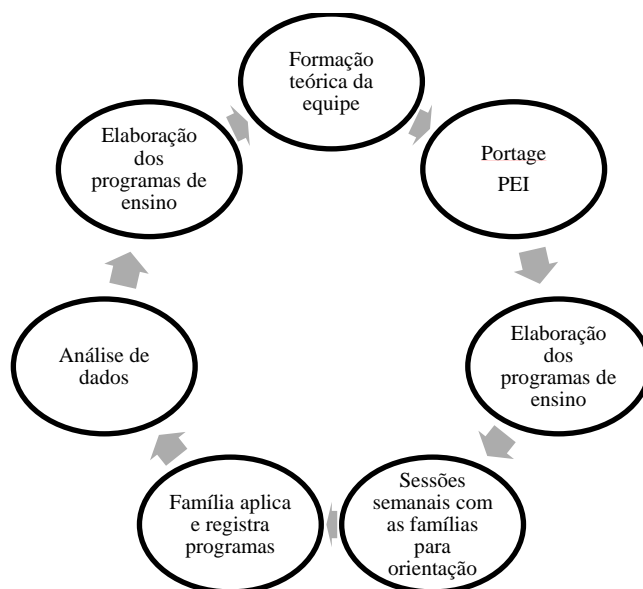 Formação
teórica da
equipe
Portage
PEI
Elaboração
dos
programas de
ensino
Sessões
semanais com
as famílias
para
orientação
Família aplica
e registra
programas
Análise de
dados
Elaboração
dos
programas de
ensino